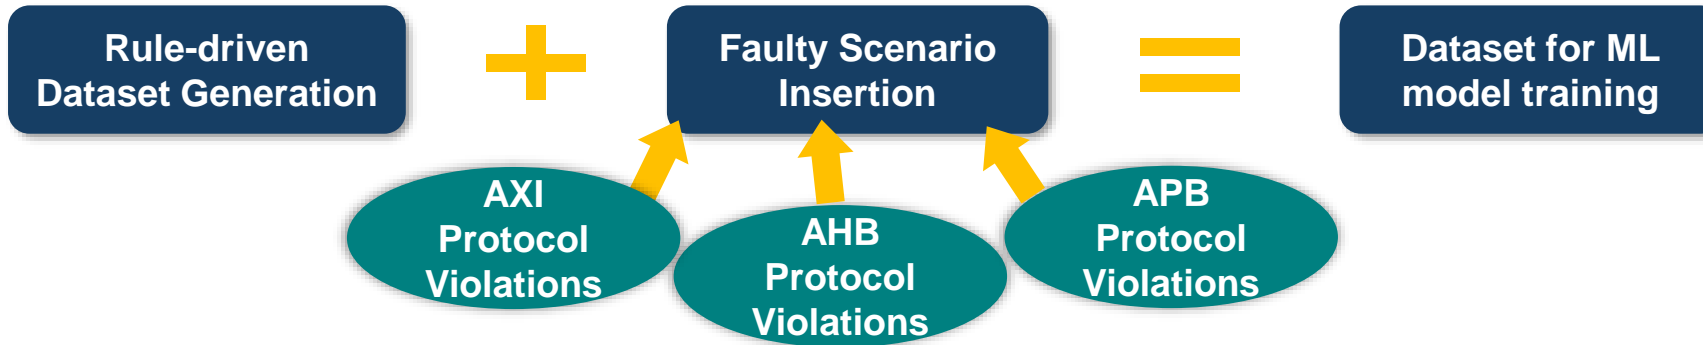 Rule-driven
Dataset Generation
Faulty Scenario
Insertion
Dataset for ML
model training
AXI
Protocol
Violations
AHB
Protocol
Violations
APB
Protocol
Violations